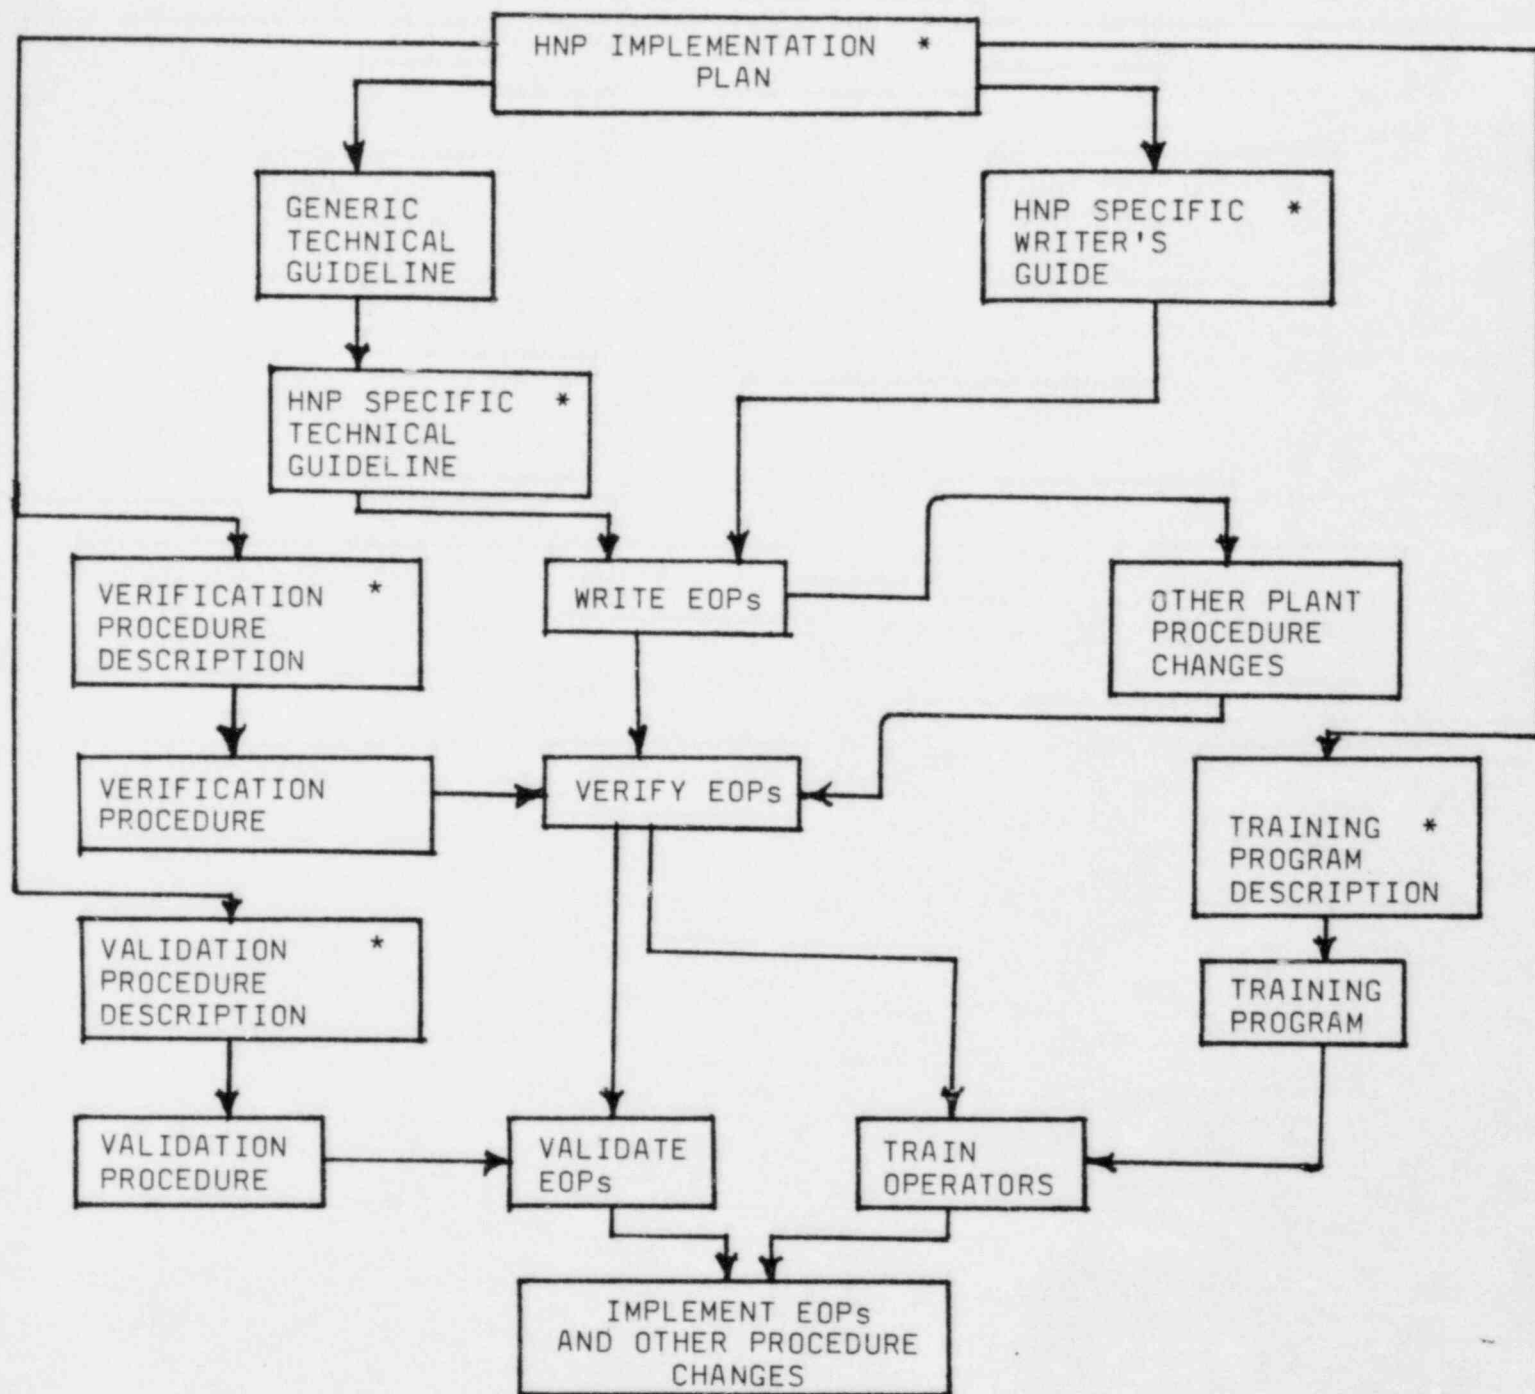 HNP IMPLEMENTATION *
PLAN
GENERIC
TECHNICAL
GUIDELINE
HNP SPECIFIC *
WRITER'S
GUIDE
HNP SPECIFIC *
TECHNICAL
GUIDELINE
VERIFICATION *
PROCEDURE
DESCRIPTION
WRITE EOPs
OTHER PLANT
PROCEDURE
CHANGES
VERIFICATION
PROCEDURE
VERIFY EOPs
TRAINING *
PROGRAM
DESCRIPTION
VALIDATION *
PROCEDURE
DESCRIPTION
TRAINING
PROGRAM
VALIDATION
PROCEDURE
VALIDATE
EOPs
TRAIN
OPERATORS
IMPLEMENT EOPs
AND OTHER PROCEDURE
CHANGES